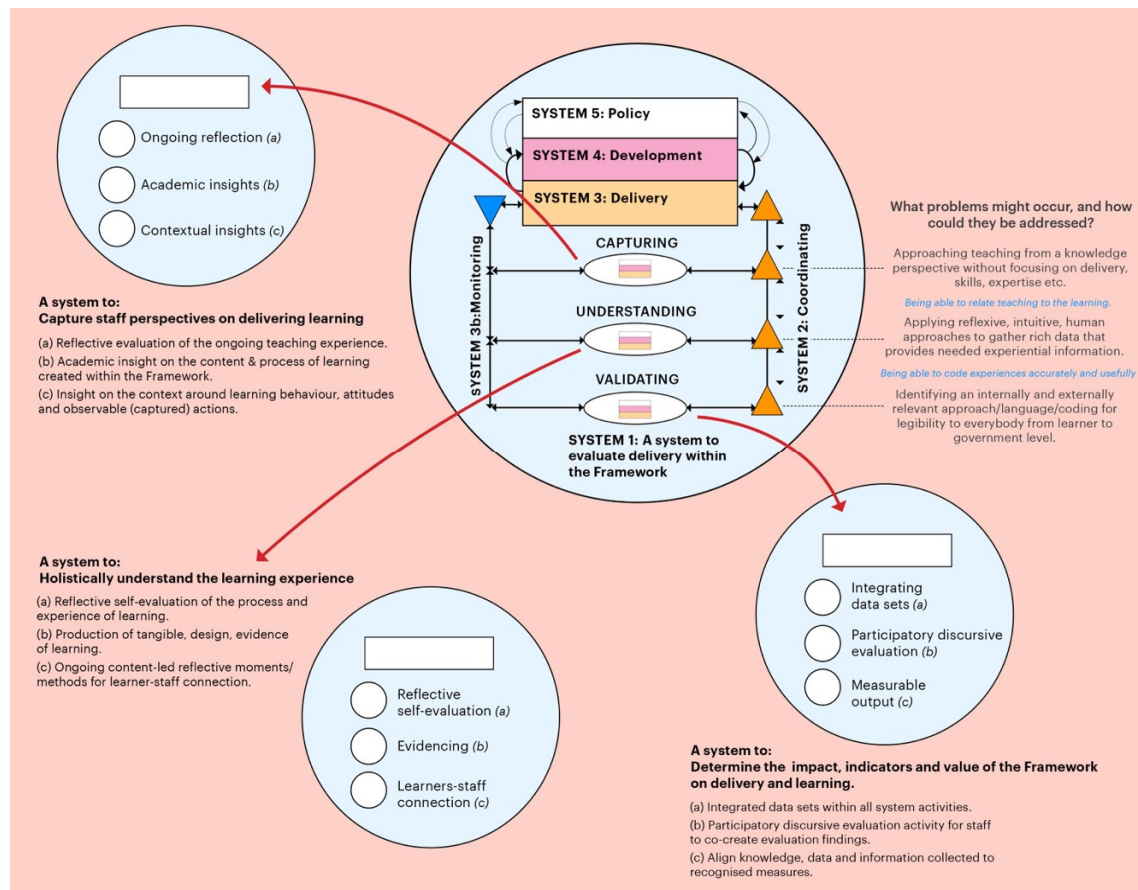 Ongoing reflection (a)
Academic insights (b)
Contextual insights (c)
A system to:
Capture staff perspectives on delivering learning
(a) Reflective evaluation of the ongoing teaching experience.
(b) Academic insight on the content & process of learning
created within the Framework.
(c) Insight on the context around learning behaviour, attitudes
and observable (captured) actions.
SYSTEM 5: Policy
SYSTEM 4: Development
SYSTEM 3: Delivery
SYSTEM 3b:Monitoring
CAPTURING
UNDERSTANDING
VALIDATING
SYSTEM 2: Coordinating
SYSTEM 1: A system to
evaluate delivery within
the Framework
What problems might occur, and how
could they be addressed?
Approaching teaching from a knowledge
perspective without focusing on delivery,
skills, expertise etc.
Being able to relate teaching to the learning.
Applying reflexive, intuitive, human
approaches to gather rich data that
provides needed experiential information.
Being able to code experiences accurately and usefully
Identifying an internally and externally
relevant approach/language/coding for
legibility to everybody from learner to
government level.
A system to:
Holistically understand the learning experience
(a) Reflective self-evaluation of the process and
experience of learning.
(b) Production of tangible, design, evidence
of learning.
(c) Ongoing content-led reflective moments/
methods for learner-staff connection.
Reflective
self-evaluation (a)
Evidencing (b)
Learners-staff
connection (c)
Integrating
data sets (a)
Participatory discursive
evaluation (b)
Measurable
output (c)
A system to:
Determine the impact, indicators and value of the Framework
on delivery and learning.
(a) Integrated data sets within all system activities.
(b) Participatory discursive evaluation activity for staff
to co-create evaluation findings.
(c) Align knowledge, data and information collected to
recognised measures.